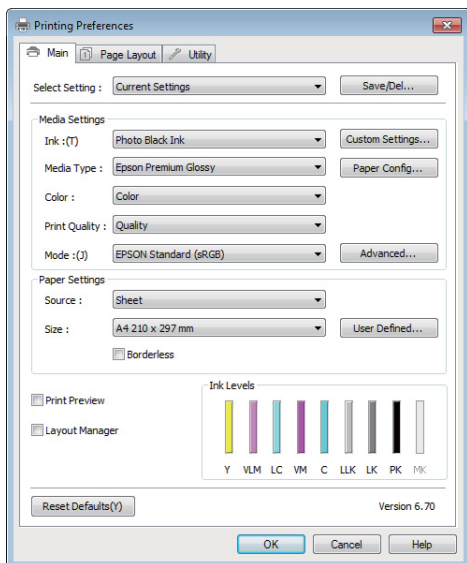 Printing Preferences
Main Page Layout Utility
Select Setting : Current Settings Save/Del...
Media Settings
Ink :(T) Photo Black Ink Custom Settings...
Media Type : Epson Premium Glossy Paper Config...
Color : Color
Print Quality : Quality
Mode :(J) EPSON Standard (sRGB) Advanced...
Paper Settings
Source : Sheet
Size : A4 210 x 297 mm User Defined...
Borderless
Print Preview
Layout Manager
Ink Levels
Y VLM LC VM C LLK LK PK MK
Reset Defaults(Y) Version 6.70
OK Cancel Help